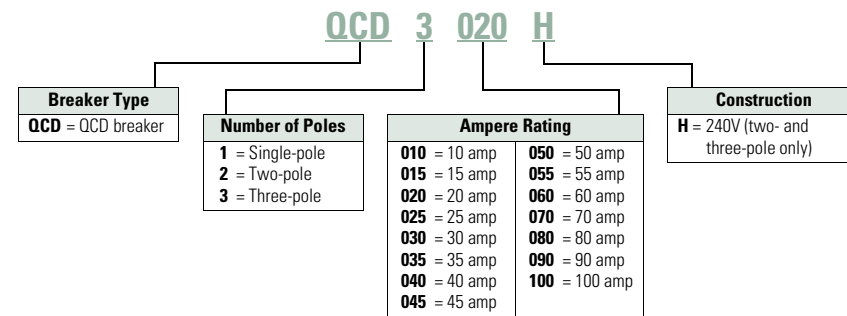 QCD 3 020 H
Breaker Type
QCD = QCD breaker
Number of Poles
1 = Single-pole
2 = Two-pole
3 = Three-pole
Ampere Rating
010 = 10 amp
015 = 15 amp
020 = 20 amp
025 = 25 amp
030 = 30 amp
035 = 35 amp
040 = 40 amp
045 = 45 amp
050 = 50 amp
055 = 55 amp
060 = 60 amp
070 = 70 amp
080 = 80 amp
090 = 90 amp
100 = 100 amp
Construction
H = 240V (two- and
three-pole only)